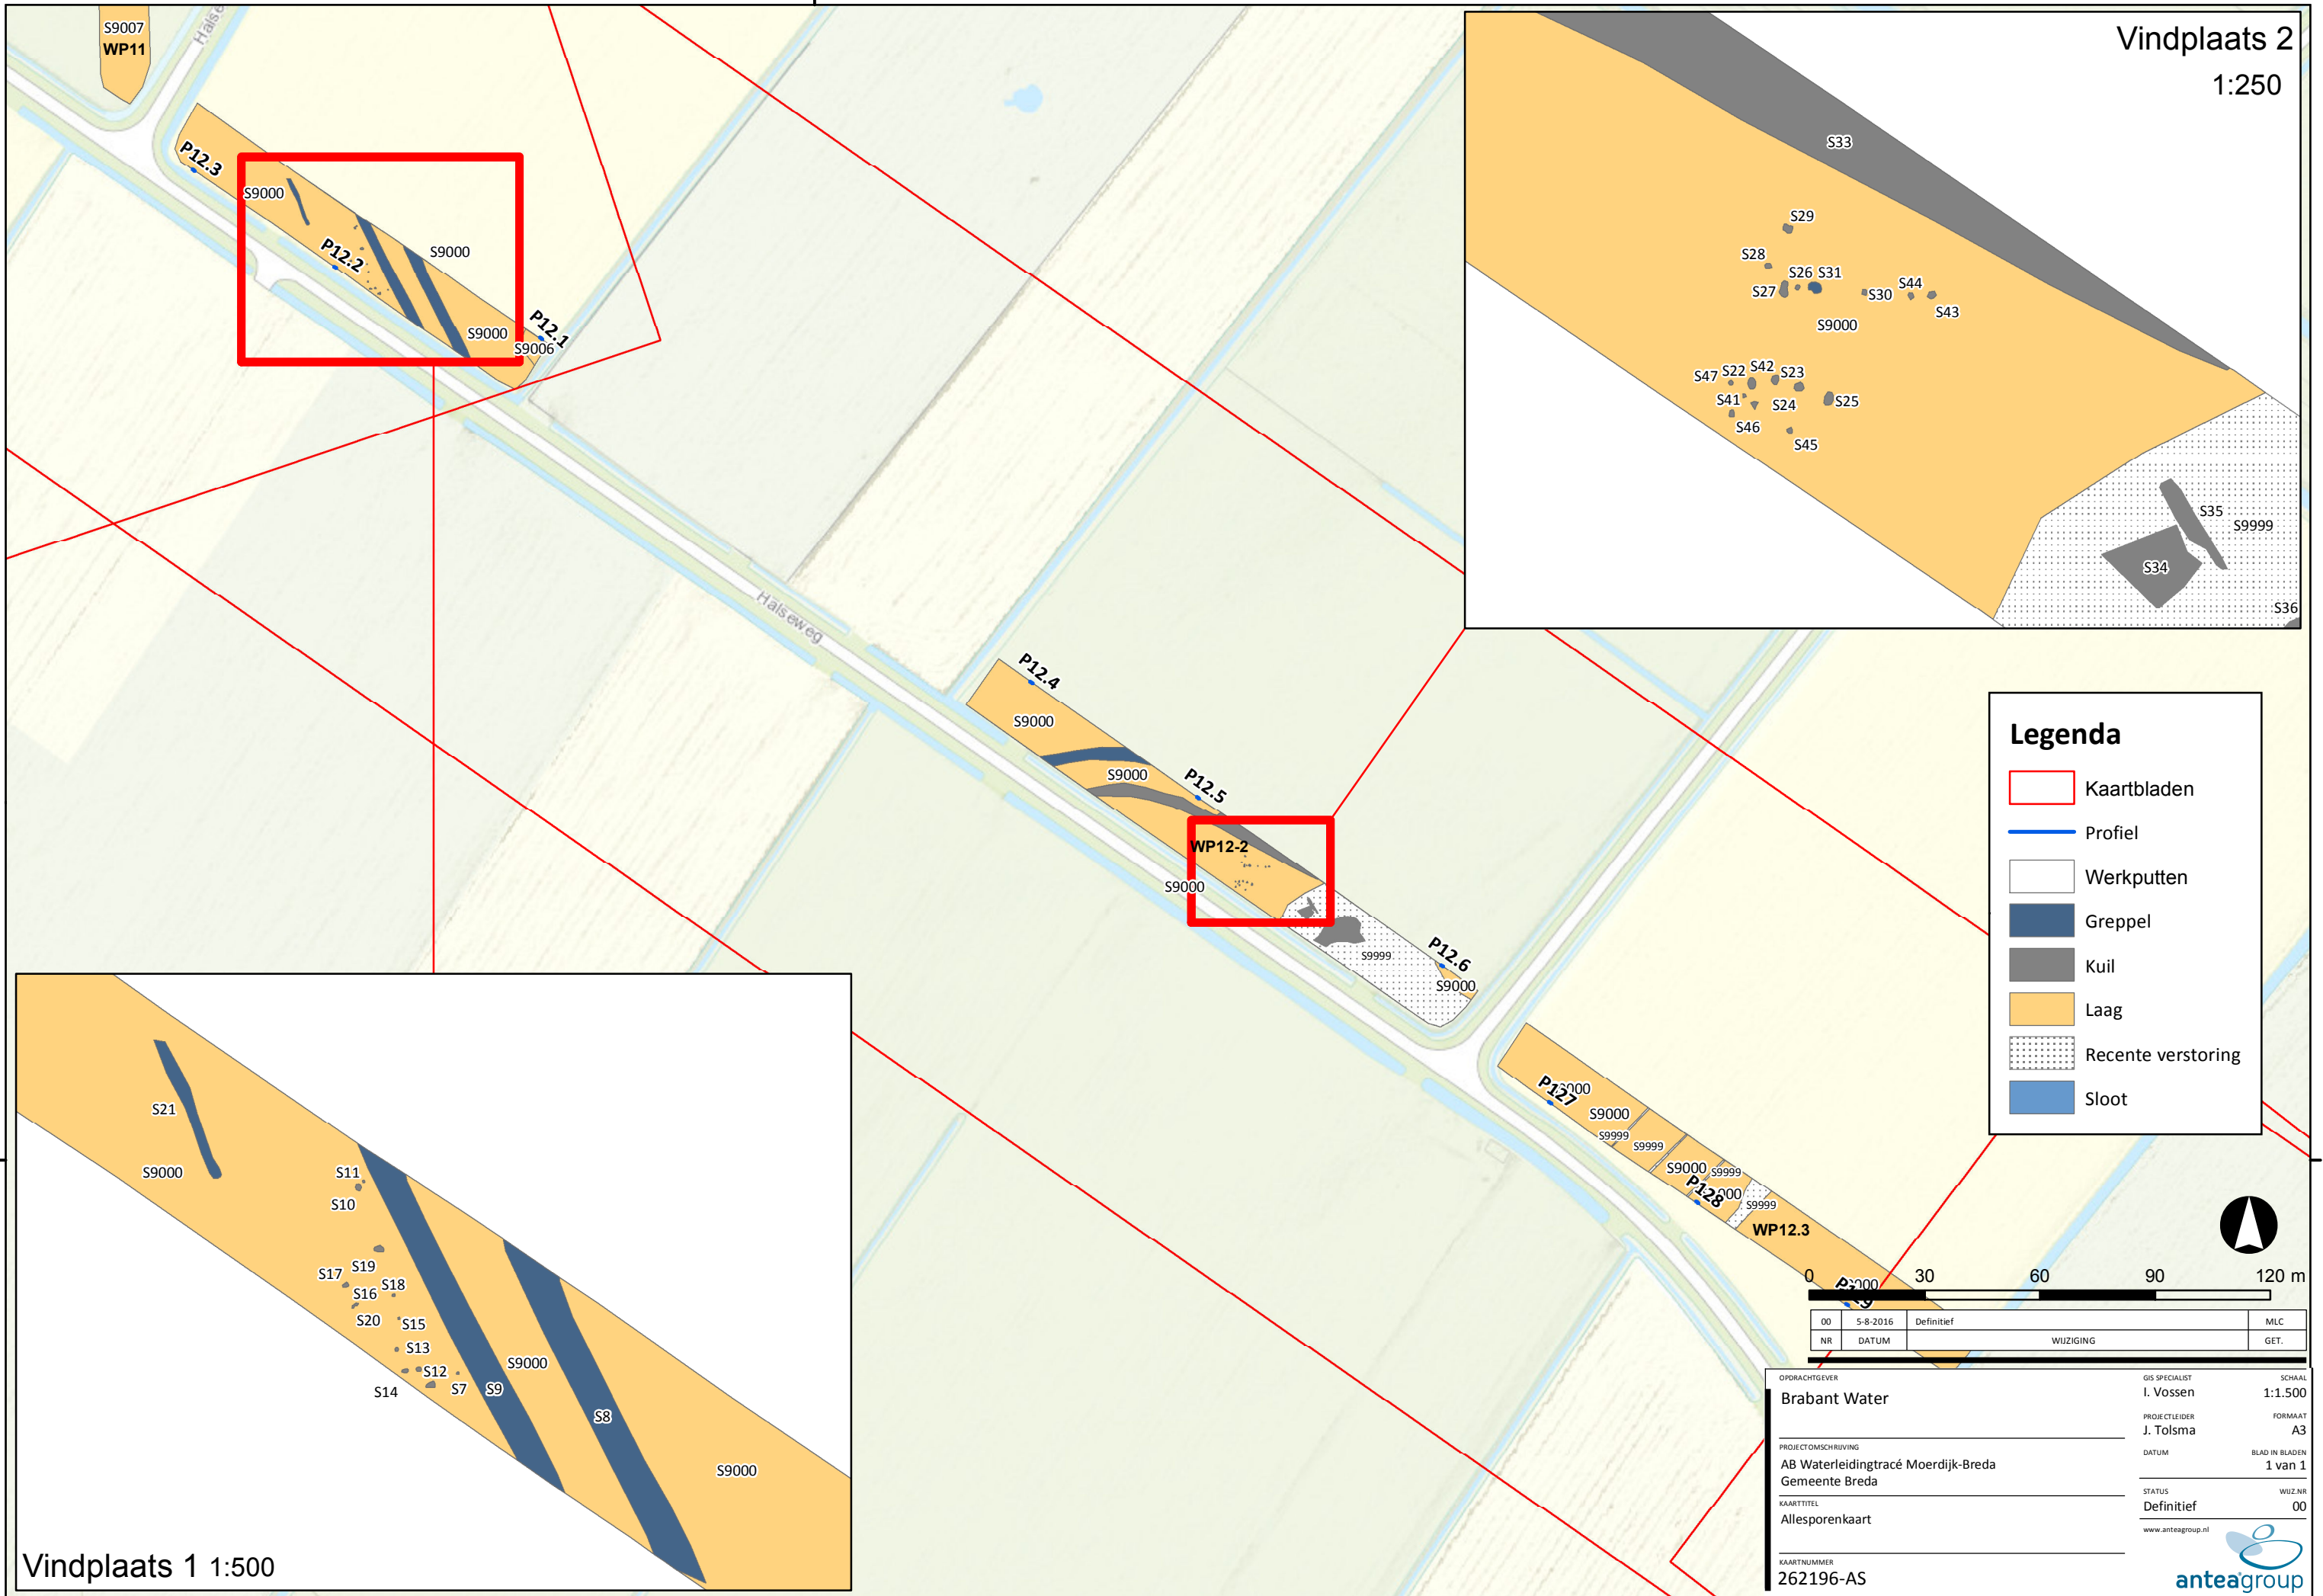 S9007
WP11
Halse
P12.3
S9000
P12.2
S9000
S9000
P12.1
S9006
Halseweg
P12.4
S9000
S9000
P12.5
WP12-2
S9000
S9999
P12.6
S9000
P127
S9000
S9999
S9999
S9000
S9999
P128
S9999
WP12.3
Vindplaats 2
1:250
S33
S29
S28
S26
S31
S27
S30
S44
S43
S9000
S47
S22
S42
S23
S41
S24
S25
S46
S45
S35
S9999
S34
S36
Legenda
Kaartbladen
Profiel
Werkputten
Greppel
Kuil
Laag
Recente verstoring
Sloot
S21
S9000
S11
S10
S19
S17
S18
S16
S20
S15
S13
S12
S14
S7
S9
S9000
S8
S9000
Vindplaats 1 1:500
0 30 60 90 120 m
00 5-8-2016 Definitief MLC
NR DATUM WIJZIGING GET.
OPDRACHTGEVER
Brabant Water
PROJECTOMSCHRIJVING
AB Waterleidingtracé Moerdijk-Breda
Gemeente Breda
KAARTTITEL
Allesporenkaart
KAARTNUMMER
262196-AS
GIS SPECIALIST SCHAAL
I. Vossen 1:1.500
PROJECTLEIDER FORMAAT
J. Tolsma A3
DATUM BLAD IN BLADEN
1 van 1
STATUS WIJZ.NR
Definitief 00
www.anteagroup.nl
anteagroup